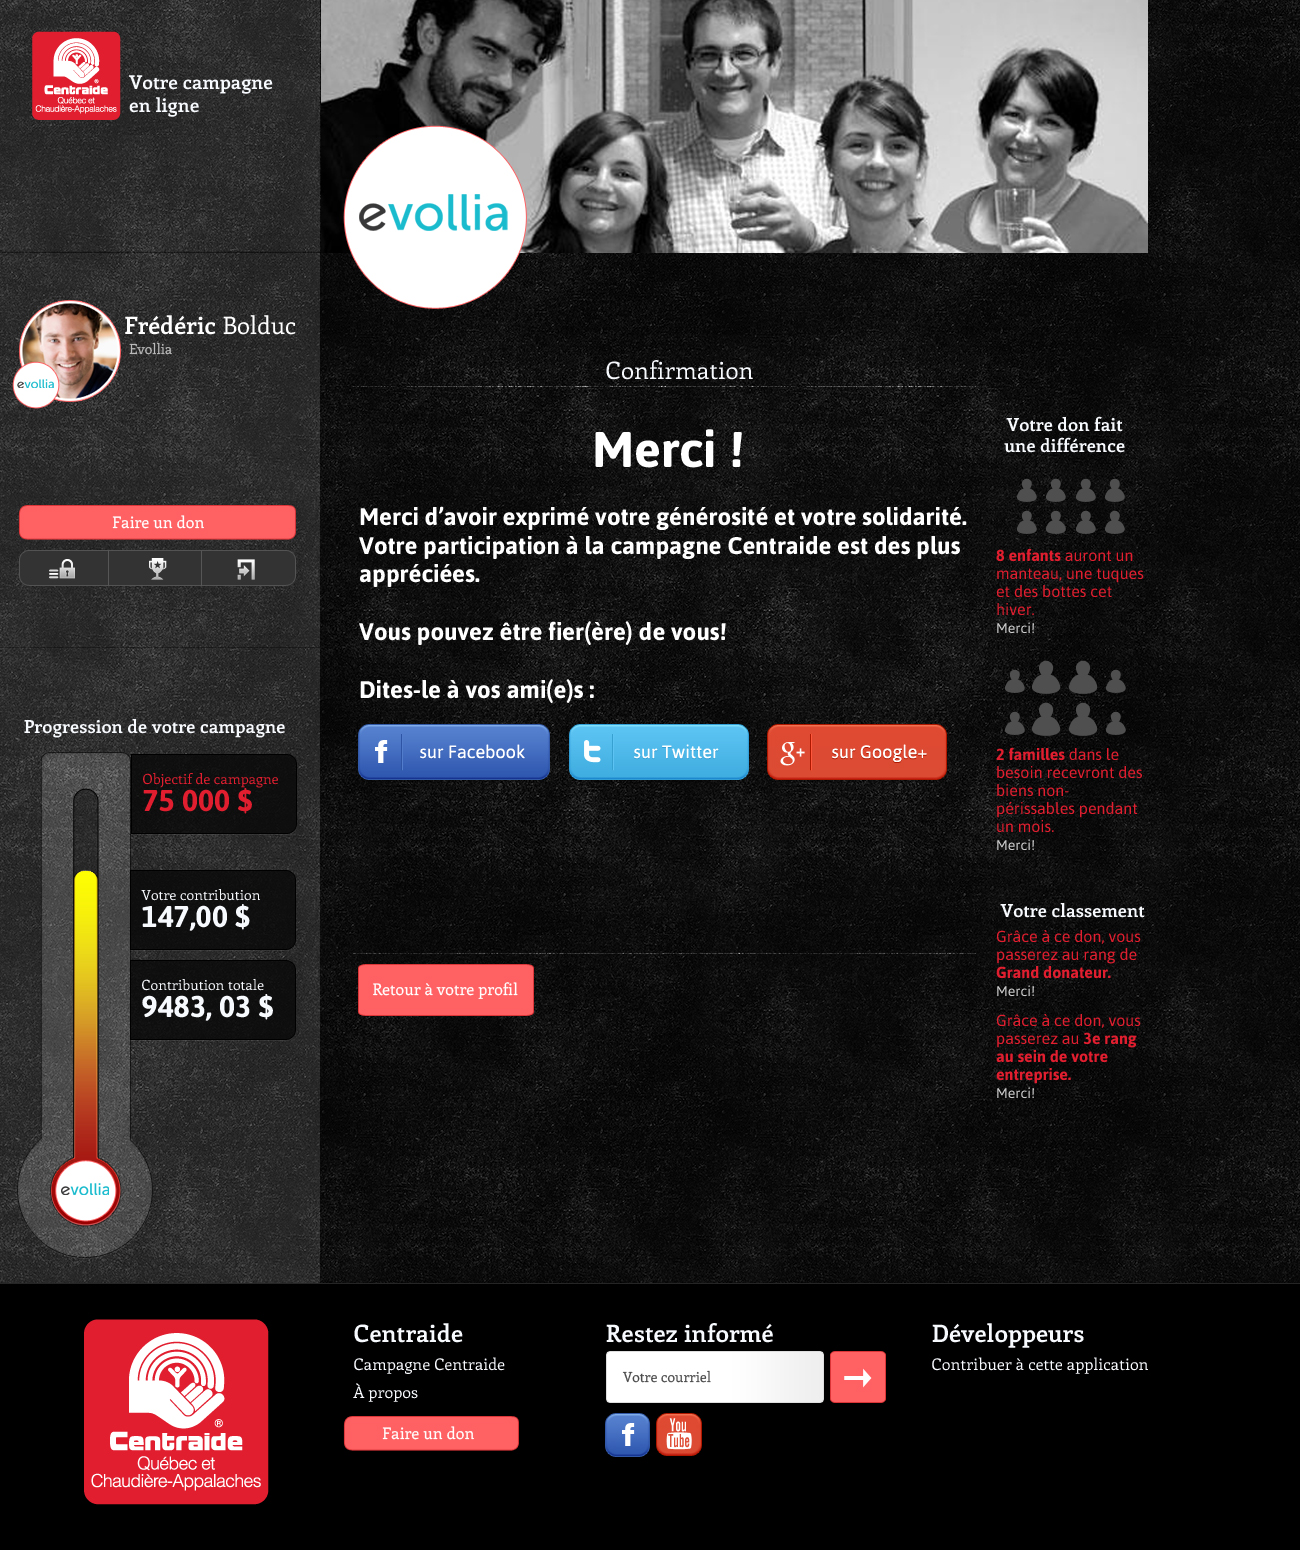 Centraide
Québec et
Chaudière-Appalaches
Votre campagne
en ligne
evollia
Frédéric Bolduc
Evollia
evollia
Faire un don
Progression de votre campagne
Objectif de campagne
75 000 $
Votre contribution
147,00 $
Contribution totale
9483, 03 $
evollia
Confirmation
Merci !
Merci d’avoir exprimé votre générosité et votre solidarité.
Votre participation à la campagne Centraide est des plus
appréciées.
Vous pouvez être fier(ère) de vous!
Dites-le à vos ami(e)s :
f sur Facebook
sur Twitter
g+ sur Google+
Retour à votre profil
Votre don fait
une différence
8 enfants auront un
manteau, une tuques
et des bottes cet
hiver.
Merci!
2 familles dans le
besoin recevront des
biens non-
périssables pendant
un mois.
Merci!
Votre classement
Grâce à ce don, vous
passerez au rang de
Grand donateur.
Merci!
Grâce à ce don, vous
passerez au 3e rang
au sein de votre
entreprise.
Merci!
Centraide
Québec et
Chaudière-Appalaches
Centraide
Campagne Centraide
À propos
Faire un don
Restez informé
Votre courriel
f
You
Tube
Développeurs
Contribuer à cette application